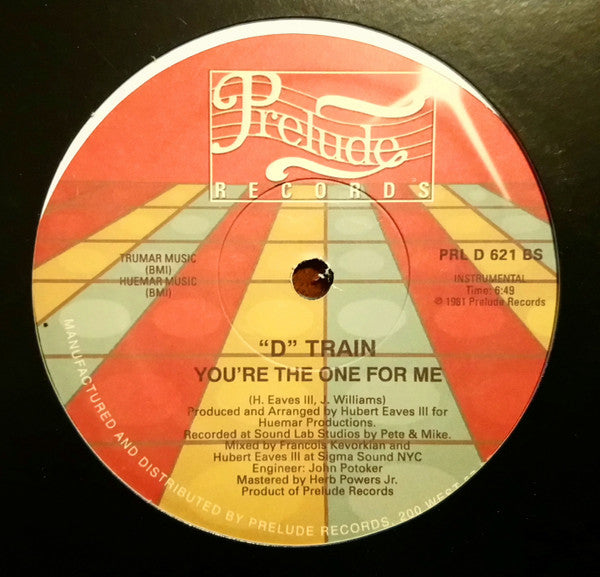 Prelude
RECORDS
TRUMAR MUSIC
(BMI)
HUEMAR MUSIC
(BMI)
PRL D 621 BS
INSTRUMENTAL
Time: 6:49
℗ 1981 Prelude Records
"D" TRAIN
YOU'RE THE ONE FOR ME
(H. Eaves III, J. Williams)
Produced and Arranged by Hubert Eaves III for
Huemar Productions.
Recorded at Sound Lab Studios by Pete & Mike.
Mixed by Francois Kevorkian and
Hubert Eaves III at Sigma Sound NYC
Engineer: John Potoker
Mastered by Herb Powers Jr.
Product of Prelude Records
MANUFACTURED AND DISTRIBUTED BY PRELUDE RECORDS, 200 WEST